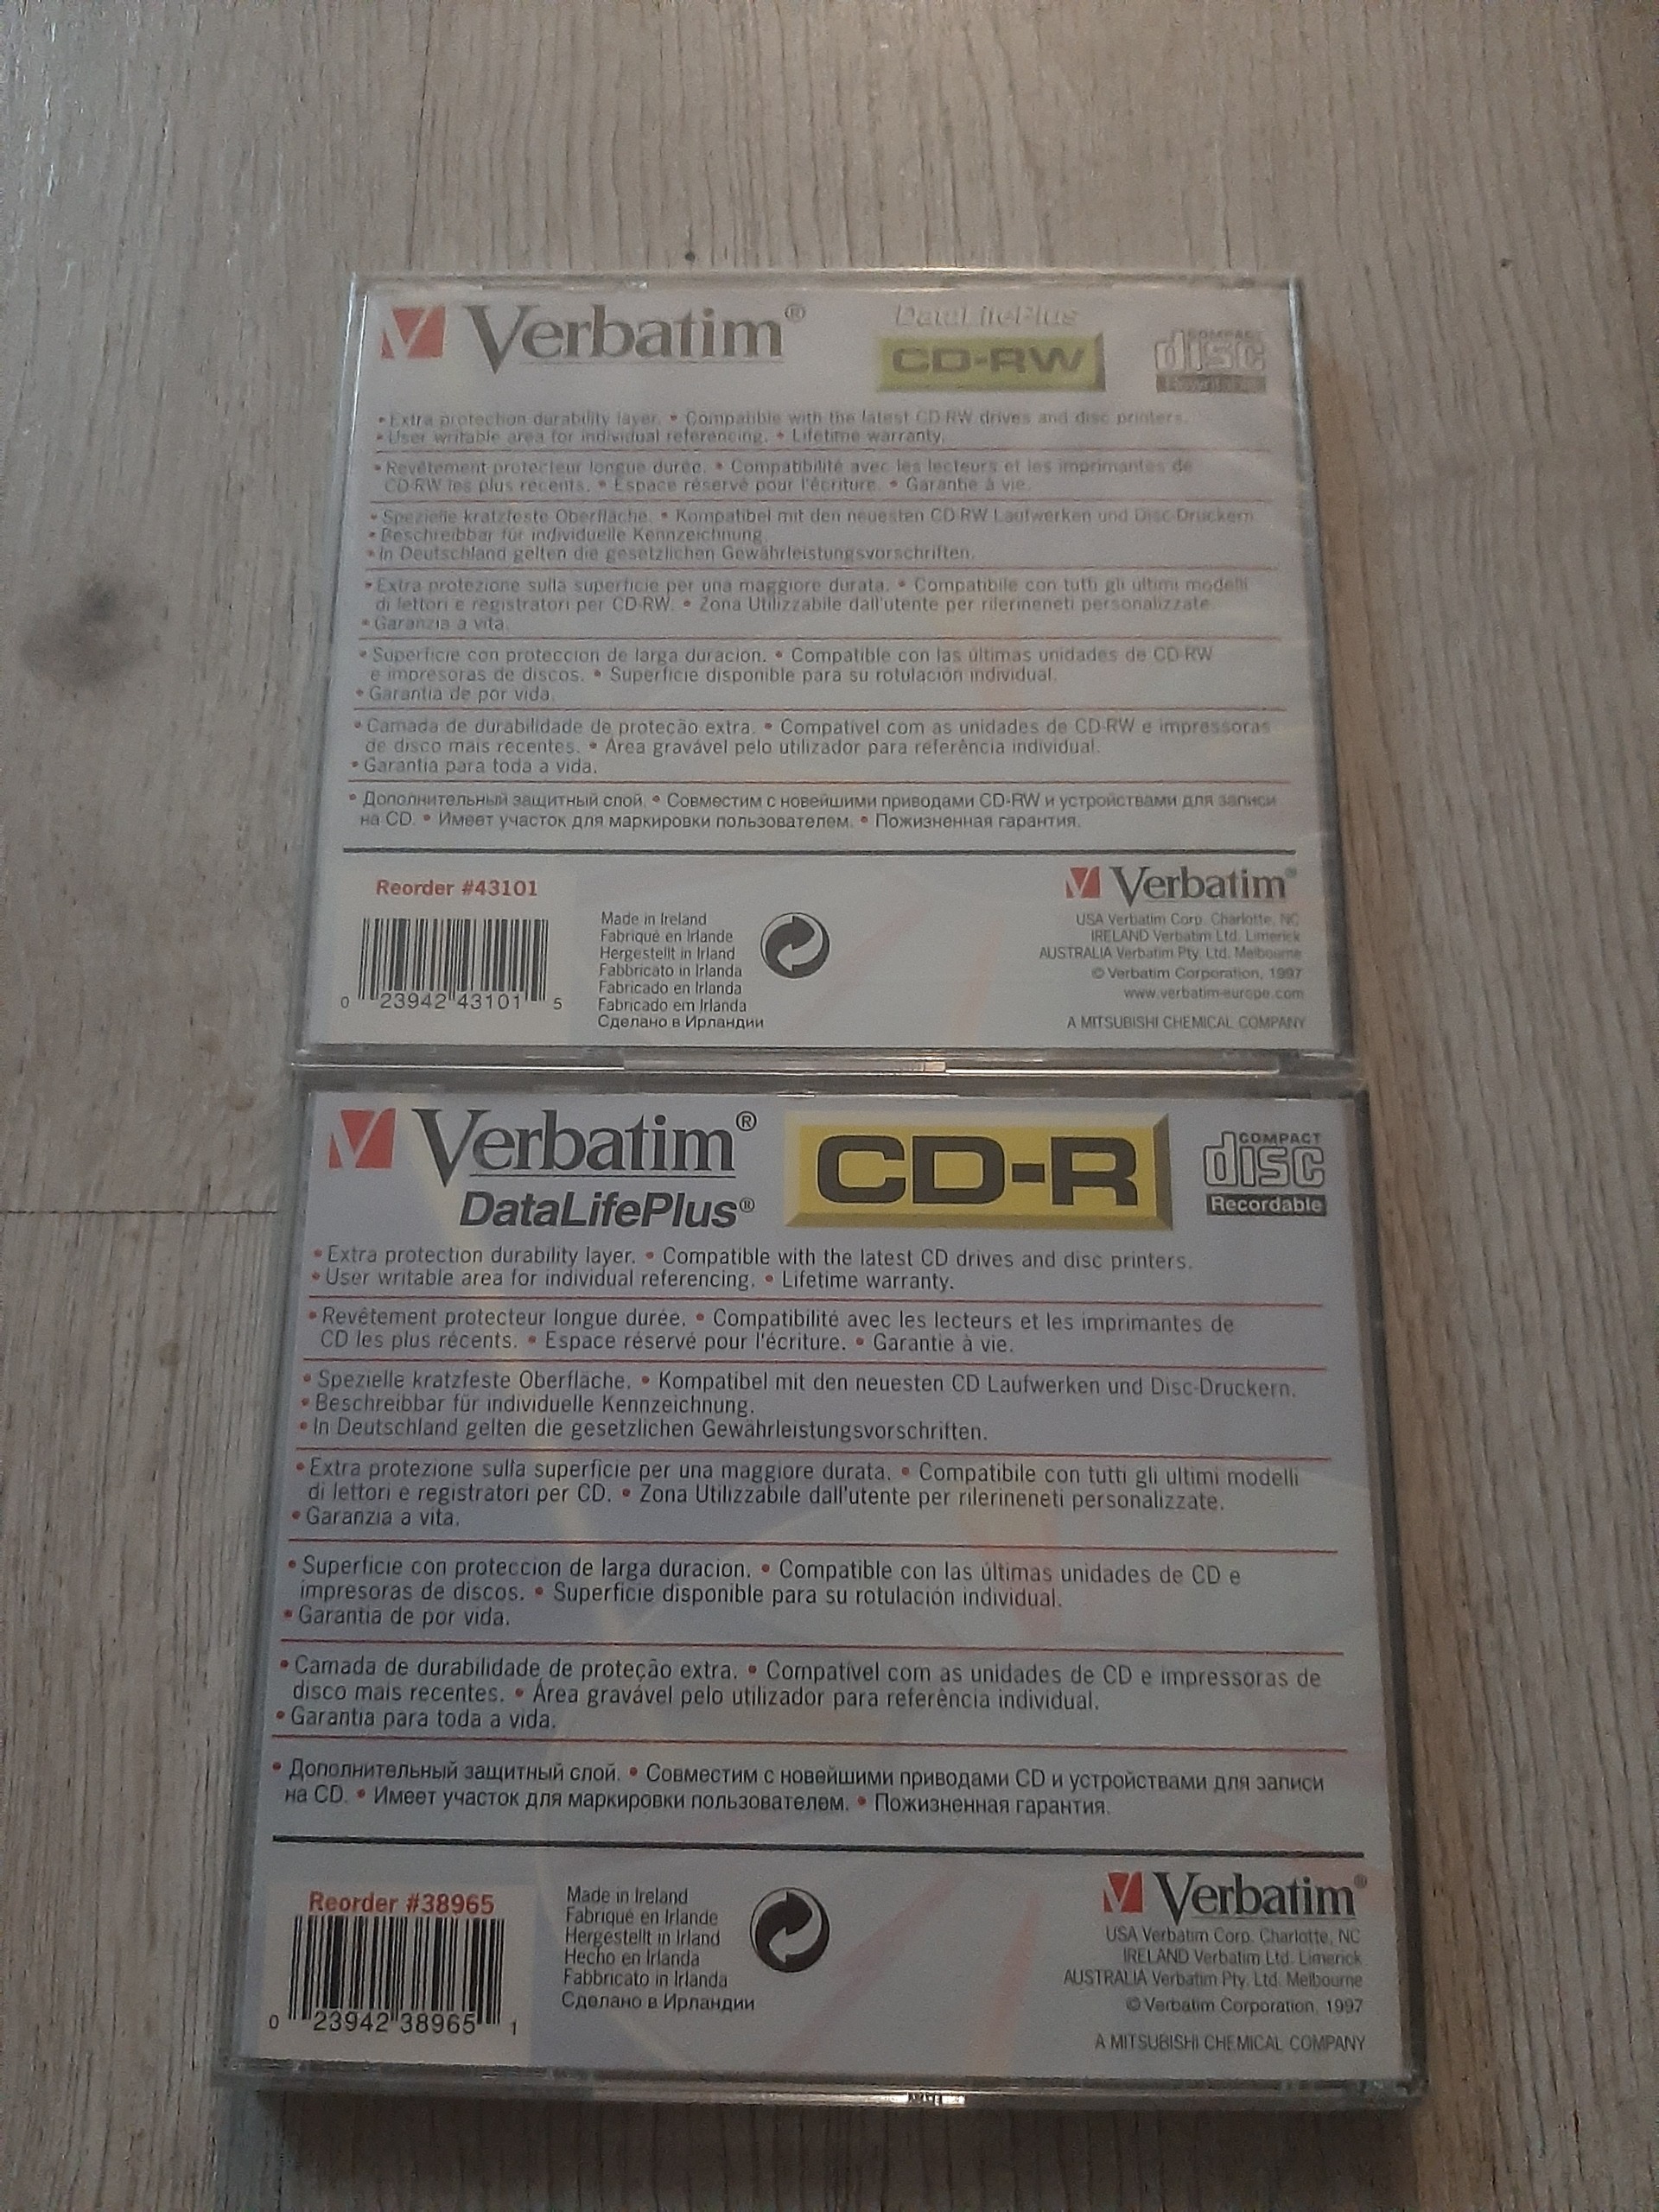 Verbatim®
DataLifePlus
CD-RW
COMPACT
disc
• Extra protection durability layer. • Compatible with the latest CD-RW drives and disc printers.
• User writable area for individual referencing. • Lifetime warranty.
• Revêtement protecteur longue durée. • Compatibilité avec les lecteurs et les imprimantes de
CD-RW les plus récents. • Espace réservé pour l'écriture. • Garantie à vie.
• Spezielle kratzfeste Oberfläche. • Kompatibel mit den neuesten CD-RW Laufwerken und Disc-Druckern.
• Beschreibbar für individuelle Kennzeichnung.
• In Deutschland gelten die gesetzlichen Gewährleistungsvorschriften.
• Extra protezione sulla superficie per una maggiore durata. • Compatibile con tutti gli ultimi modelli
di lettori e registratori per CD-RW. • Zona Utilizzabile dall'utente per rilerineneti personalizzate.
• Garanzia a vita.
• Superficie con proteccion de larga duracion. • Compatible con las últimas unidades de CD-RW
e impresoras de discos. • Superficie disponible para su rotulación individual.
• Garantia de por vida.
• Camada de durabilidade de proteção extra. • Compatível com as unidades de CD-RW e impressoras
de disco mais recentes. • Área gravável pelo utilizador para referência individual.
• Garantia para toda a vida.
• Дополнительный защитный слой. • Совместим с новейшими приводами CD-RW и устройствами для записи
на CD. • Имеет участок для маркировки пользователем. • Пожизненная гарантия.
Reorder #43101
0 23942 43101 5
Made in Ireland
Fabriqué en Irlande
Hergestellt in Irland
Fabbricato in Irlanda
Fabricado en Irlanda
Fabricado em Irlanda
Сделано в Ирландии
Verbatim®
USA Verbatim Corp. Charlotte, NC
IRELAND Verbatim Ltd. Limerick
AUSTRALIA Verbatim Pty. Ltd. Melbourne
© Verbatim Corporation, 1997
www.verbatim-europe.com
A MITSUBISHI CHEMICAL COMPANY
Verbatim®
DataLifePlus®
CD-R
COMPACT
disc
Recordable
• Extra protection durability layer. • Compatible with the latest CD drives and disc printers.
• User writable area for individual referencing. • Lifetime warranty.
• Revêtement protecteur longue durée. • Compatibilité avec les lecteurs et les imprimantes de
CD les plus récents. • Espace réservé pour l'écriture. • Garantie à vie.
• Spezielle kratzfeste Oberfläche. • Kompatibel mit den neuesten CD Laufwerken und Disc-Druckern.
• Beschreibbar für individuelle Kennzeichnung.
• In Deutschland gelten die gesetzlichen Gewährleistungsvorschriften.
• Extra protezione sulla superficie per una maggiore durata. • Compatibile con tutti gli ultimi modelli
di lettori e registratori per CD. • Zona Utilizzabile dall'utente per rilerineneti personalizzate.
• Garanzia a vita.
• Superficie con proteccion de larga duracion. • Compatible con las últimas unidades de CD e
impresoras de discos. • Superficie disponible para su rotulación individual.
• Garantia de por vida.
• Camada de durabilidade de proteção extra. • Compatível com as unidades de CD e impressoras de
disco mais recentes. • Área gravável pelo utilizador para referência individual.
• Garantia para toda a vida.
• Дополнительный защитный слой. • Совместим с новейшими приводами CD и устройствами для записи
на CD. • Имеет участок для маркировки пользователем. • Пожизненная гарантия.
Reorder #38965
0 23942 38965 1
Made in Ireland
Fabriqué en Irlande
Hergestellt in Irland
Hecho en Irlanda
Fabbricato in Irlanda
Сделано в Ирландии
Verbatim®
USA Verbatim Corp. Charlotte, NC
IRELAND Verbatim Ltd. Limerick
AUSTRALIA Verbatim Pty. Ltd. Melbourne
© Verbatim Corporation, 1997
A MITSUBISHI CHEMICAL COMPANY